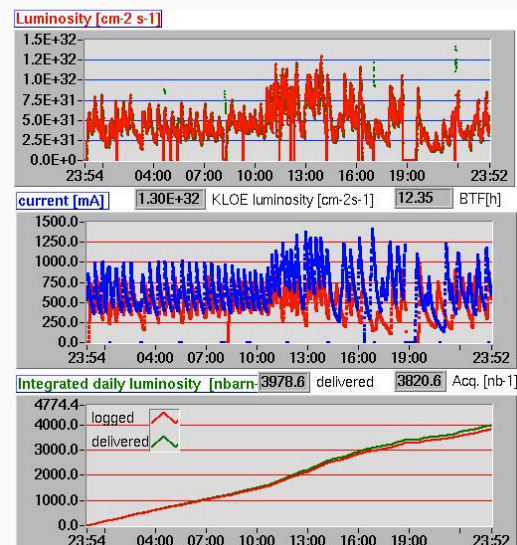 Luminosity [cm-2 s-1]
1.5E+32
1.2E+32
1.0E+32
7.5E+31
5.0E+31
2.5E+31
0.0E+0
23:54 04:00 07:00 10:00 13:00 16:00 19:00 23:52
current [mA] 1.30E+32 KLOE luminosity [cm-2s-1] 12.35 BTF[h]
1500.0
1250.0
1000.0
750.0
500.0
250.0
0.0
23:54 04:00 07:00 10:00 13:00 16:00 19:00 23:52
Integrated daily luminosity [nbarn- 3978.6 delivered 3820.6 Acq. [nb-1]
4774.4
4000.0
3000.0
2000.0
1000.0
0.0
logged
delivered
23:54 04:00 07:00 10:00 13:00 16:00 19:00 23:52